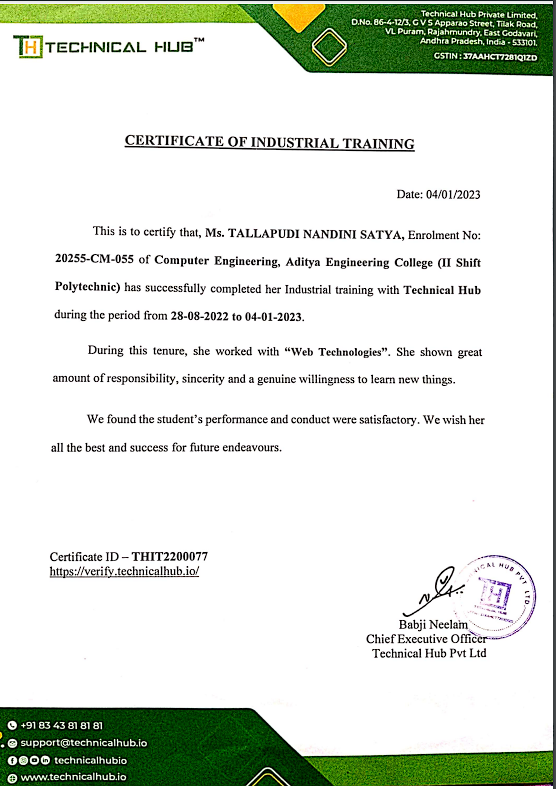 TECHNICAL HUB™
Technical Hub Private Limited,
D.No. 86-4-12/3, G V S Apparao Street, Tilak Road,
VL Puram, Rajahmundry, East Godavari,
Andhra Pradesh, India - 533101.
GSTIN : 37AAHCT7281Q1ZD
CERTIFICATE OF INDUSTRIAL TRAINING
Date: 04/01/2023
This is to certify that, Ms. TALLAPUDI NANDINI SATYA, Enrolment No:
20255-CM-055 of Computer Engineering, Aditya Engineering College (II Shift
Polytechnic) has successfully completed her Industrial training with Technical Hub
during the period from 28-08-2022 to 04-01-2023.
During this tenure, she worked with “Web Technologies”. She shown great
amount of responsibility, sincerity and a genuine willingness to learn new things.
We found the student’s performance and conduct were satisfactory. We wish her
all the best and success for future endeavours.
Certificate ID – THIT2200077
https://verify.technicalhub.io/
Babji Neelam
Chief Executive Officer
Technical Hub Pvt Ltd
+91 83 43 81 81 81
support@technicalhub.io
technicalhubio
www.technicalhub.io